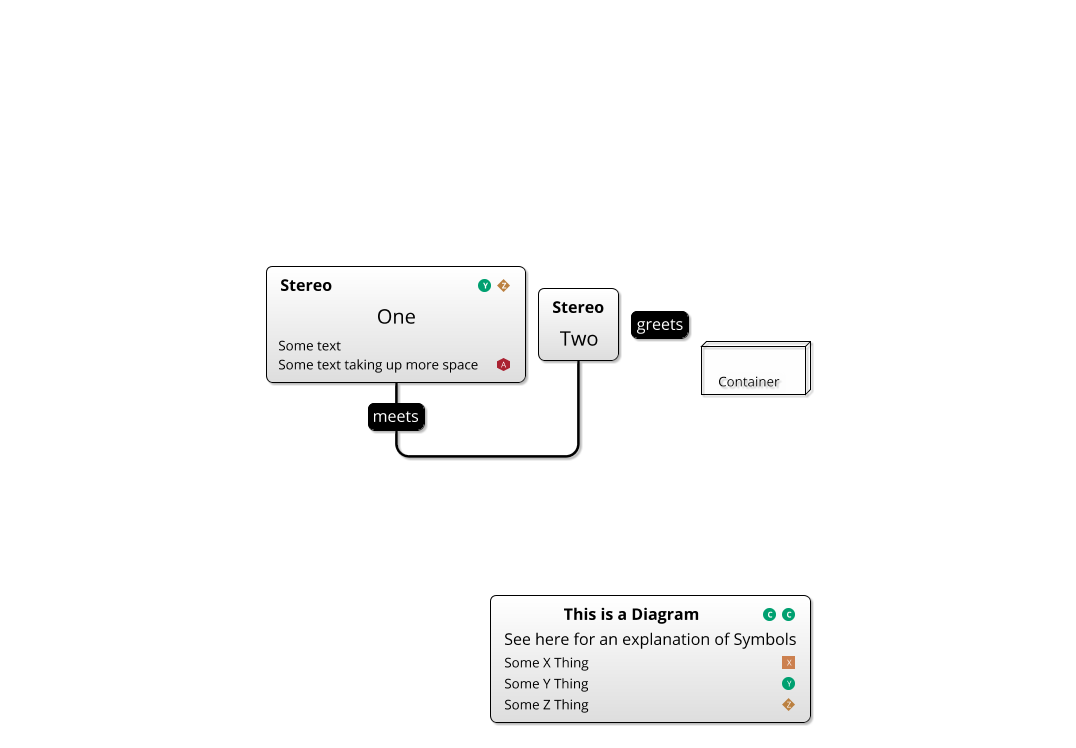 Stereo Y Z
One
Some text
Some text taking up more space A
Stereo
Two
greets
Container
meets
This is a Diagram C C
See here for an explanation of Symbols
Some X Thing X
Some Y Thing Y
Some Z Thing Z